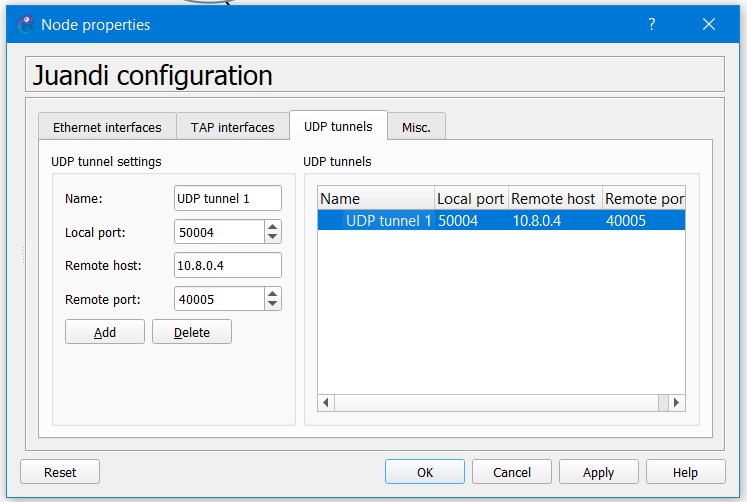 Node properties
?
Juandi configuration
Ethernet interfaces TAP interfaces UDP tunnels Misc.
UDP tunnel settings
Name: UDP tunnel 1
Local port: 50004
Remote host: 10.8.0.4
Remote port: 40005
Add Delete
UDP tunnels
Name Local port Remote host Remote por
UDP tunnel 1 50004 10.8.0.4 40005
Reset OK Cancel Apply Help